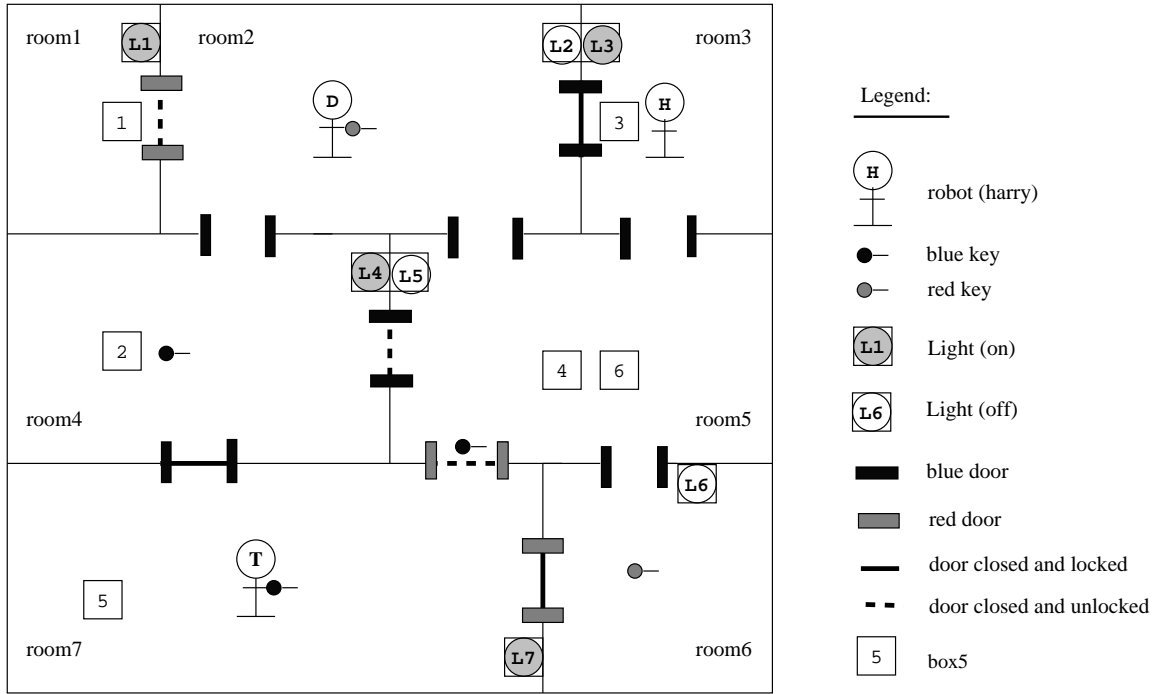 room1
L1
room2
L2
L3
room3
1
D
3
H
L4
L5
2
4
6
room4
room5
L6
T
5
room7
L7
room6
Legend:
H
robot (harry)
blue key
red key
L1
Light (on)
L6
Light (off)
blue door
red door
door closed and locked
door closed and unlocked
5
box5